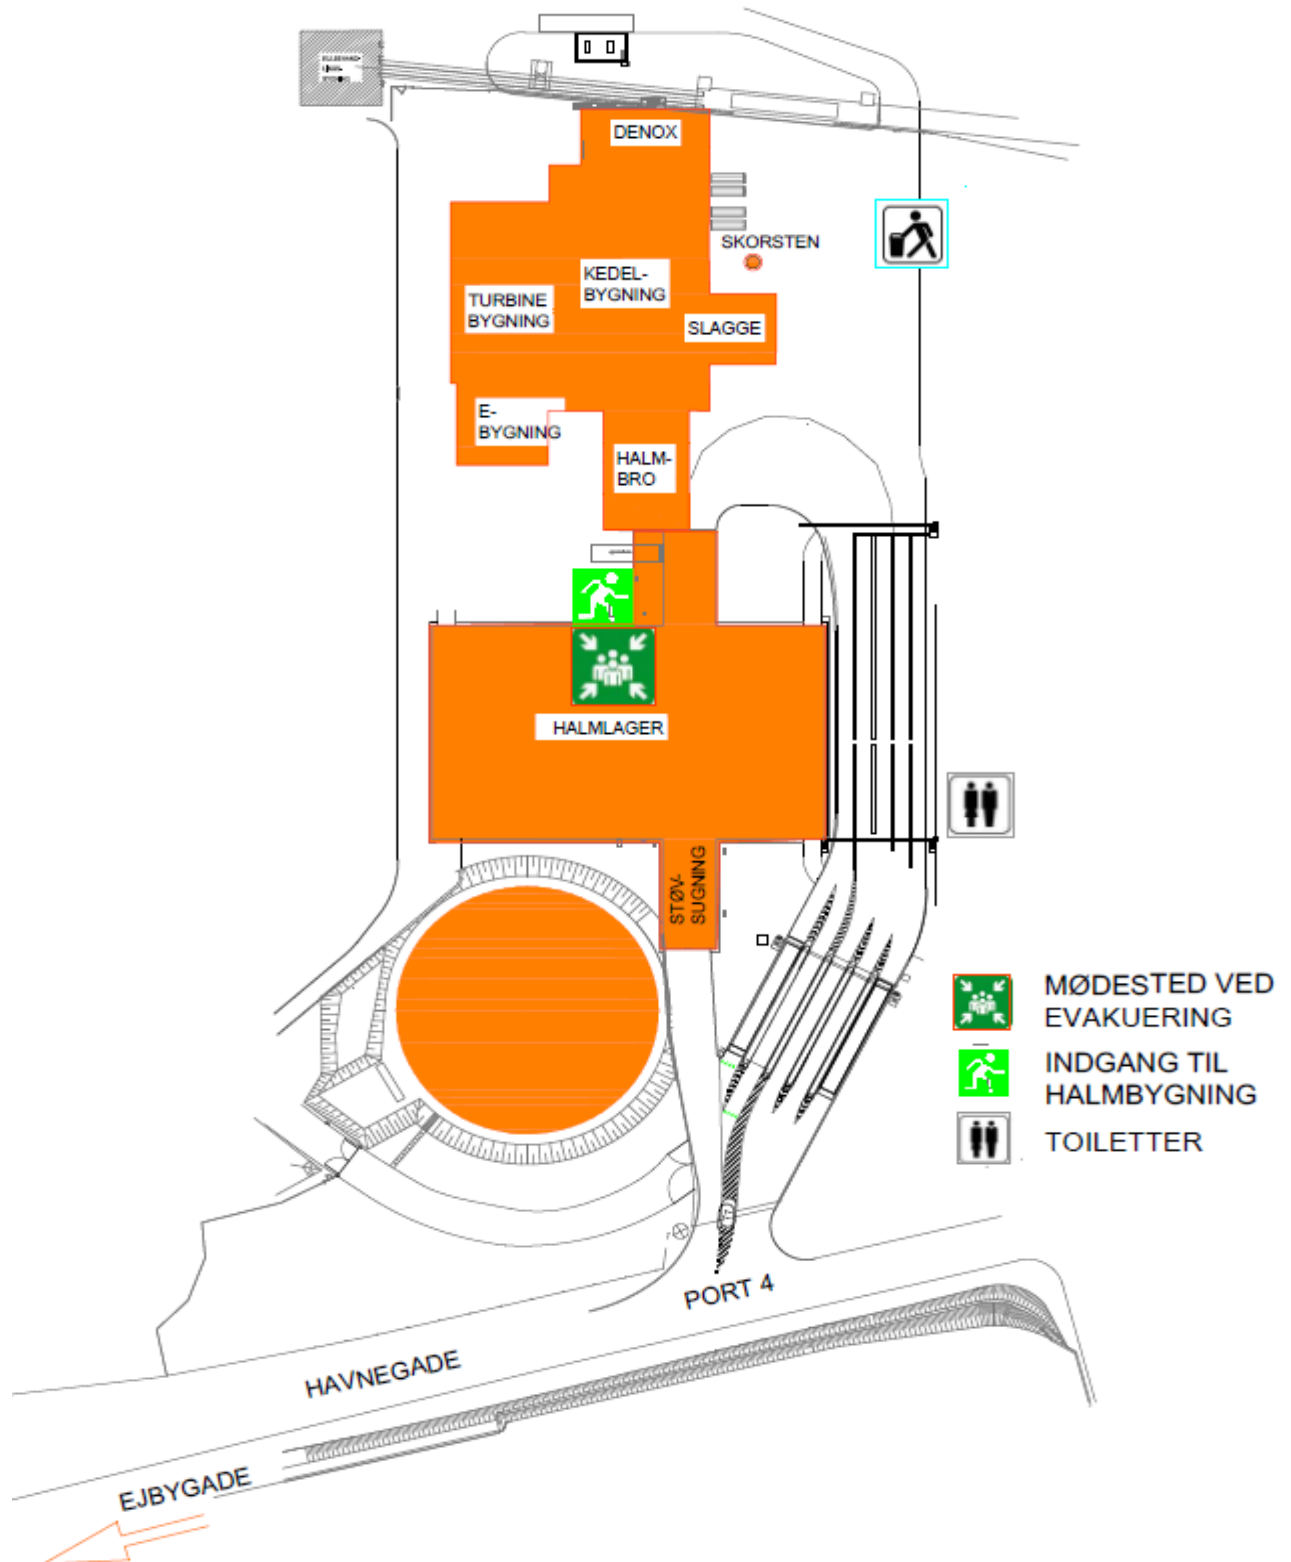 DENOX
SKORSTEN
KEDEL-
BYGNING
TURBINE
BYGNING
SLAGGE
E-
BYGNING
HALM-
BRO
HALMLAGER
STØV-
SUGNING
MØDESTED VED
EVAKUERING
INDGANG TIL
HALMBYGNING
TOILETTER
PORT 4
HAVNEGADE
EJBYGADE